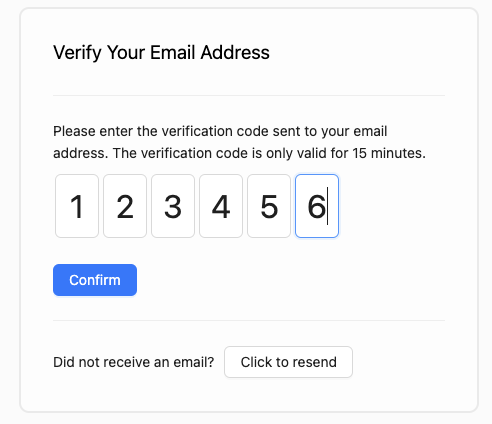 Verify Your Email Address
Please enter the verification code sent to your email
address. The verification code is only valid for 15 minutes.
1 2 3 4 5 6
Confirm
Did not receive an email? Click to resend